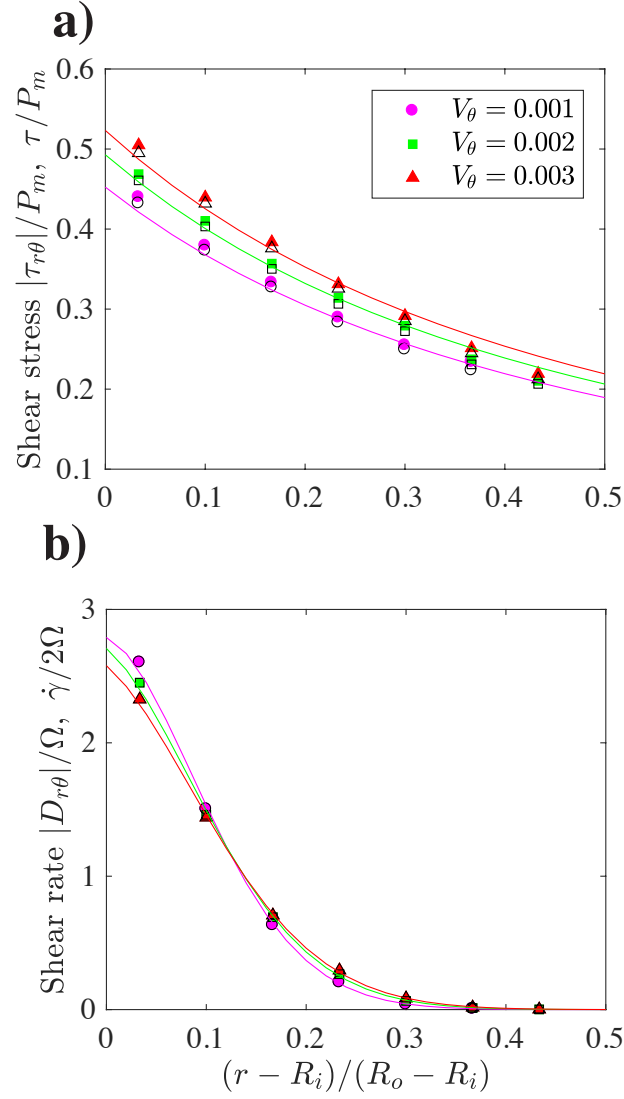 a)
0.6
0.5
0.4
0.3
0.2
0.1
Shear stress |τ_{rθ}|/P_m, τ/P_m
V_θ = 0.001
V_θ = 0.002
V_θ = 0.003
0 0.1 0.2 0.3 0.4 0.5
b)
3
2
1
0
Shear rate |D_{rθ}|/Ω, γ̇/2Ω
0 0.1 0.2 0.3 0.4 0.5
(r − R_i)/(R_o − R_i)